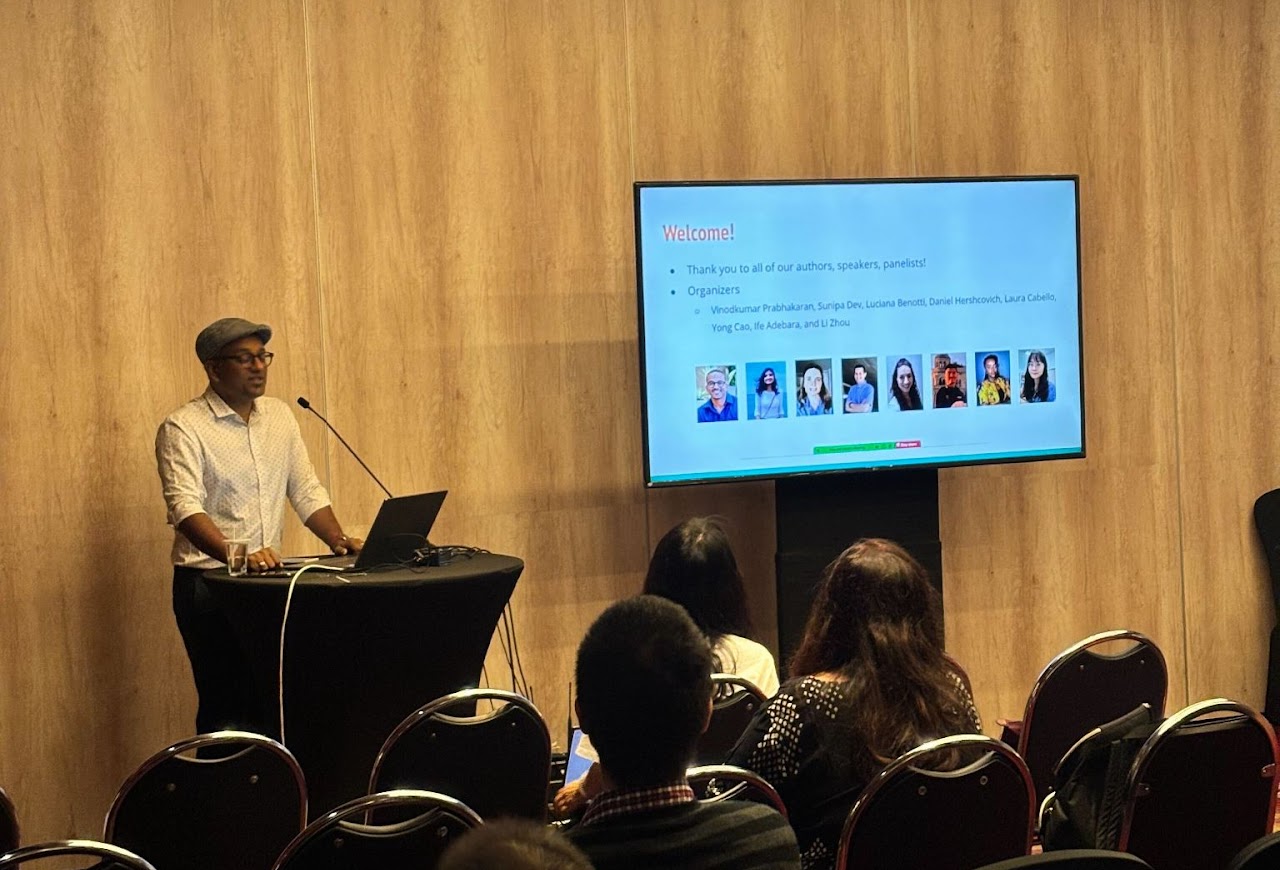 Welcome!
Thank you to all of our authors, speakers, panelists!
Organizers
Vinodkumar Prabhakaran, Sunipa Dev, Luciana Benotti, Daniel Hershcovich, Laura Cabello,
Yong Cao, Ife Adebara, and Li Zhou